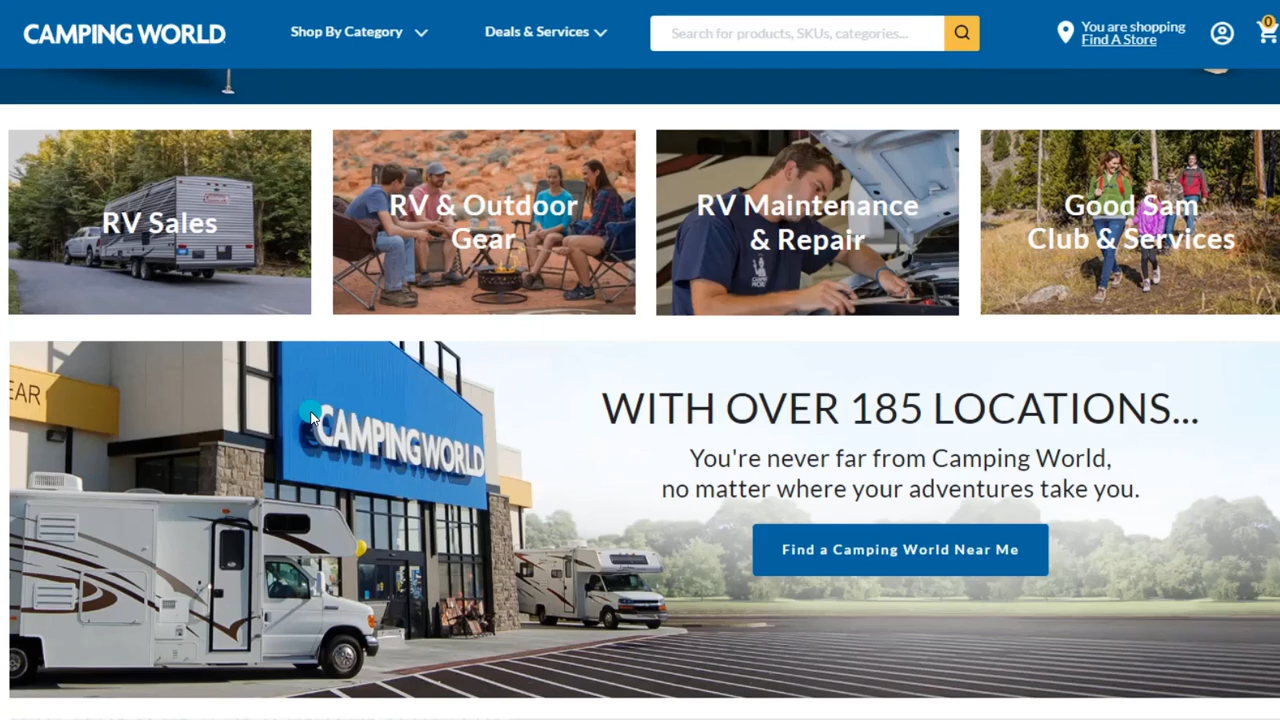 CAMPING WORLD
Shop By Category
Deals & Services
Search for products, SKUs, categories...
You are shopping
Find A Store
0
RV Sales
RV & Outdoor
Gear
RV Maintenance
& Repair
Good Sam
Club & Services
EAR
CAMPING WORLD
WITH OVER 185 LOCATIONS...
You're never far from Camping World,
no matter where your adventures take you.
Find a Camping World Near Me